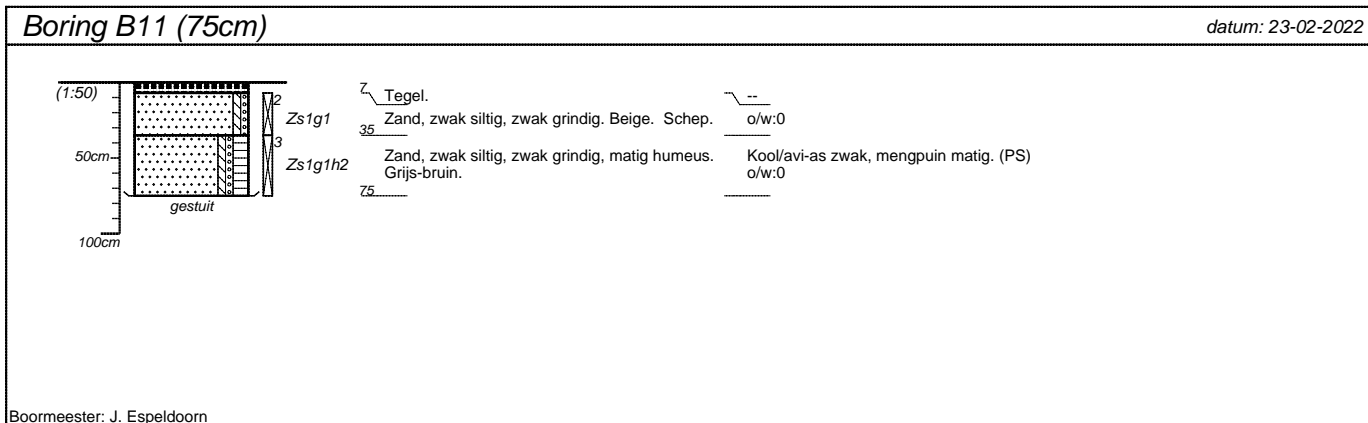 Boring B11 (75cm)
datum: 23-02-2022
(1:50)
7 Tegel. --
2
Zs1g1 Zand, zwak siltig, zwak grindig. Beige. Schep. o/w:0
35
3
50cm
Zs1g1h2 Zand, zwak siltig, zwak grindig, matig humeus. Kool/avi-as zwak, mengpuin matig. (PS)
Grijs-bruin. o/w:0
75
gestuit
100cm
Boormeester: J. Espeldoorn